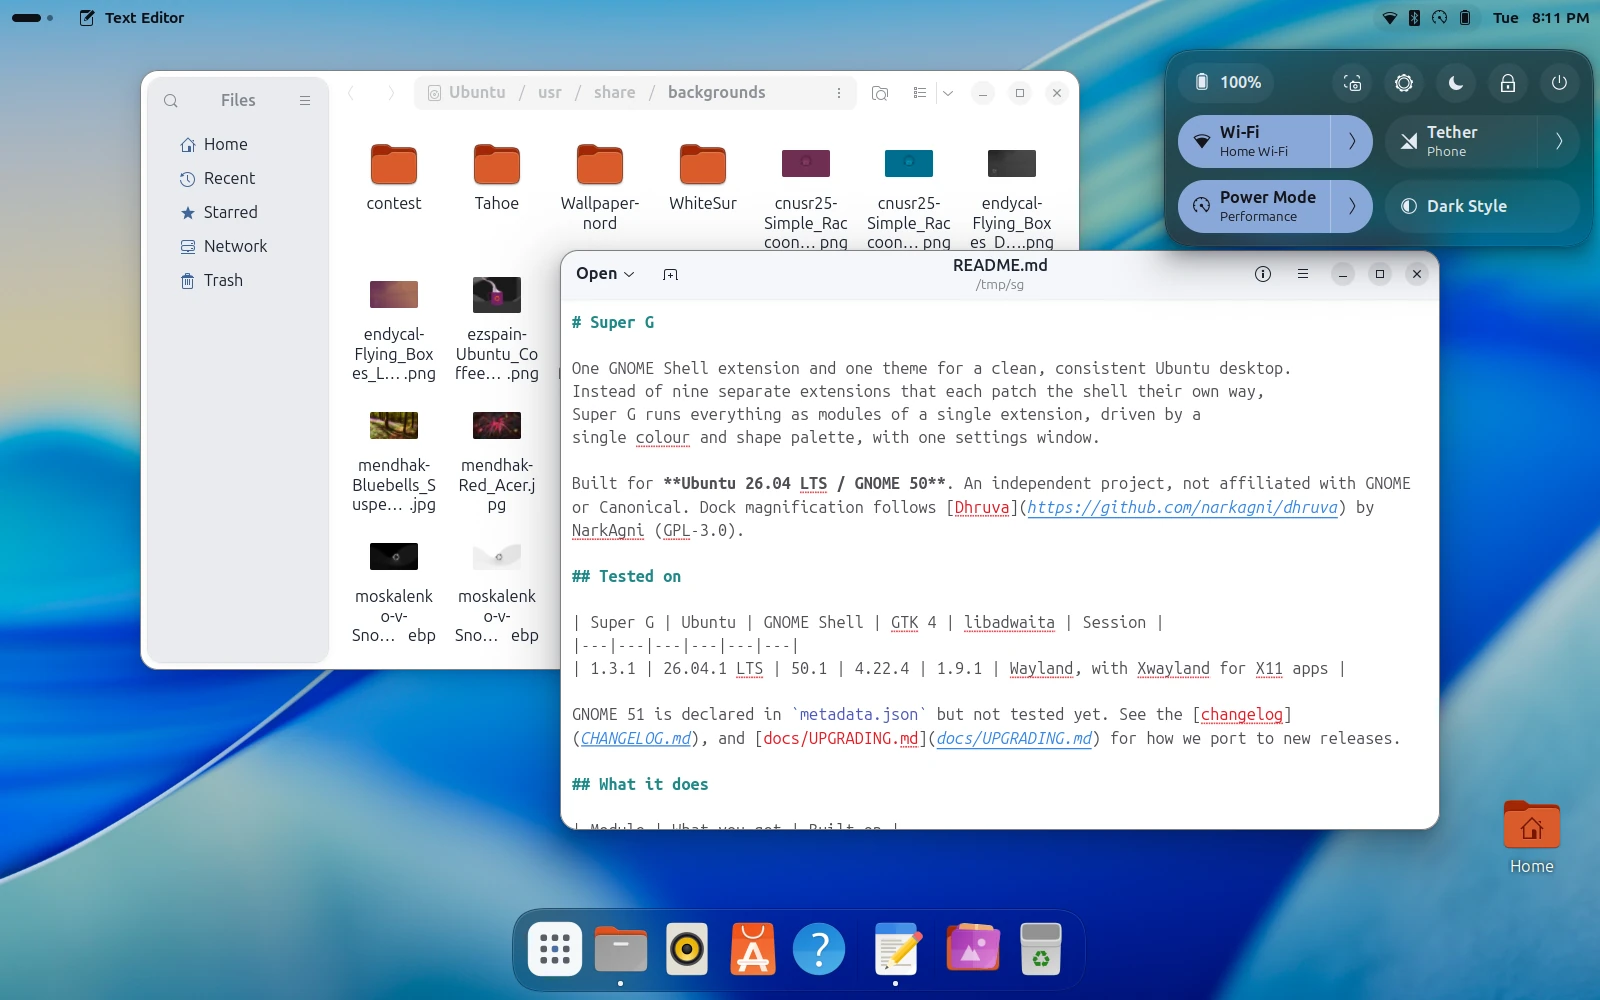 Text Editor
Tue 8:11 PM
Files
Home
Recent
Starred
Network
Trash
Ubuntu / usr / share / backgrounds
contest
Tahoe
Wallpaper-
nord
WhiteSur
cnusr25-
Simple_Rac
coon… png
cnusr25-
Simple_Rac
coon… png
endycal-
Flying_Box
es_D….png
endycal-
Flying_Box
es_L… .png
ezspain-
Ubuntu_Co
ffee… .png
mendhak-
Bluebells_S
uspe… .jpg
mendhak-
Red_Acer.j
pg
moskalenk
o-v-
Sno… ebp
moskalenk
o-v-
Sno… ebp
100%
Wi-Fi
Home Wi-Fi
Tether
Phone
Power Mode
Performance
Dark Style
Open
README.md
/tmp/sg
# Super G
One GNOME Shell extension and one theme for a clean, consistent Ubuntu desktop.
Instead of nine separate extensions that each patch the shell their own way,
Super G runs everything as modules of a single extension, driven by a
single colour and shape palette, with one settings window.
Built for **Ubuntu 26.04 LTS / GNOME 50**. An independent project, not affiliated with GNOME
or Canonical. Dock magnification follows [Dhruva](https://github.com/narkagni/dhruva) by
NarkAgni (GPL-3.0).
## Tested on
| Super G | Ubuntu | GNOME Shell | GTK 4 | libadwaita | Session |
|---|---|---|---|---|---|
| 1.3.1 | 26.04.1 LTS | 50.1 | 4.22.4 | 1.9.1 | Wayland, with Xwayland for X11 apps |
GNOME 51 is declared in `metadata.json` but not tested yet. See the [changelog]
(CHANGELOG.md), and [docs/UPGRADING.md](docs/UPGRADING.md) for how we port to new releases.
## What it does
| Module | What you get | Built on |
Home